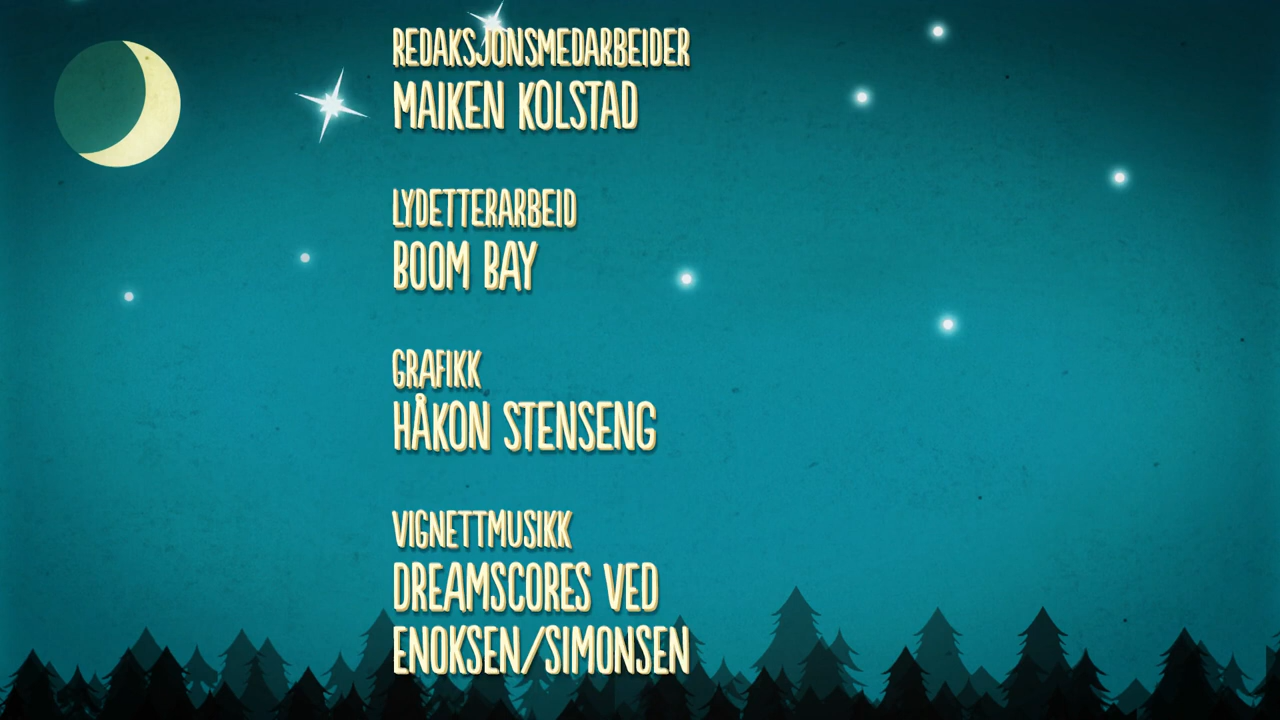 REDAKSJONSMEDARBEIDER
MAIKEN KOLSTAD
LYDETTERARBEID
BOOM BAY
GRAFIKK
HÅKON STENSENG
VIGNETTMUSIKK
DREAMSCORES VED
ENOKSEN/SIMONSEN